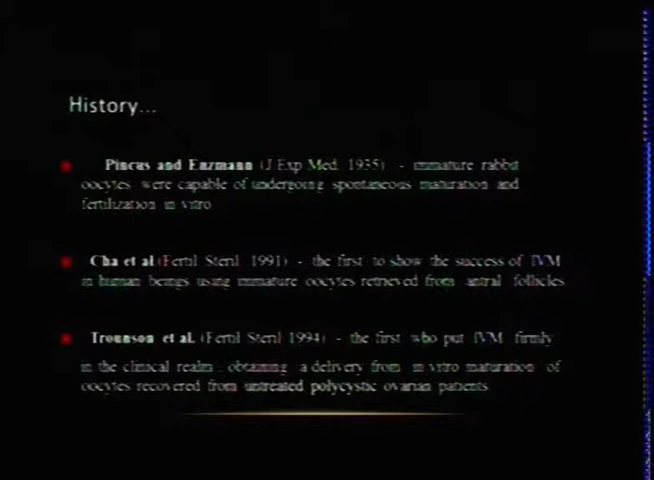 History...
Pincus and Enzmann (J Exp Med. 1935) - immature rabbit
oocytes were capable of undergoing spontaneous maturation and
fertilization in vitro
Cha et al (Fertil Steril. 1991) - the first to show the success of IVM
in human beings using immature oocytes retrieved from antral follicles
Trounson et al. (Fertil Steril 1994) - the first who put IVM firmly
in the clinical realm obtaining a delivery from in vitro maturation of
oocytes recovered from untreated polycystic ovarian patients